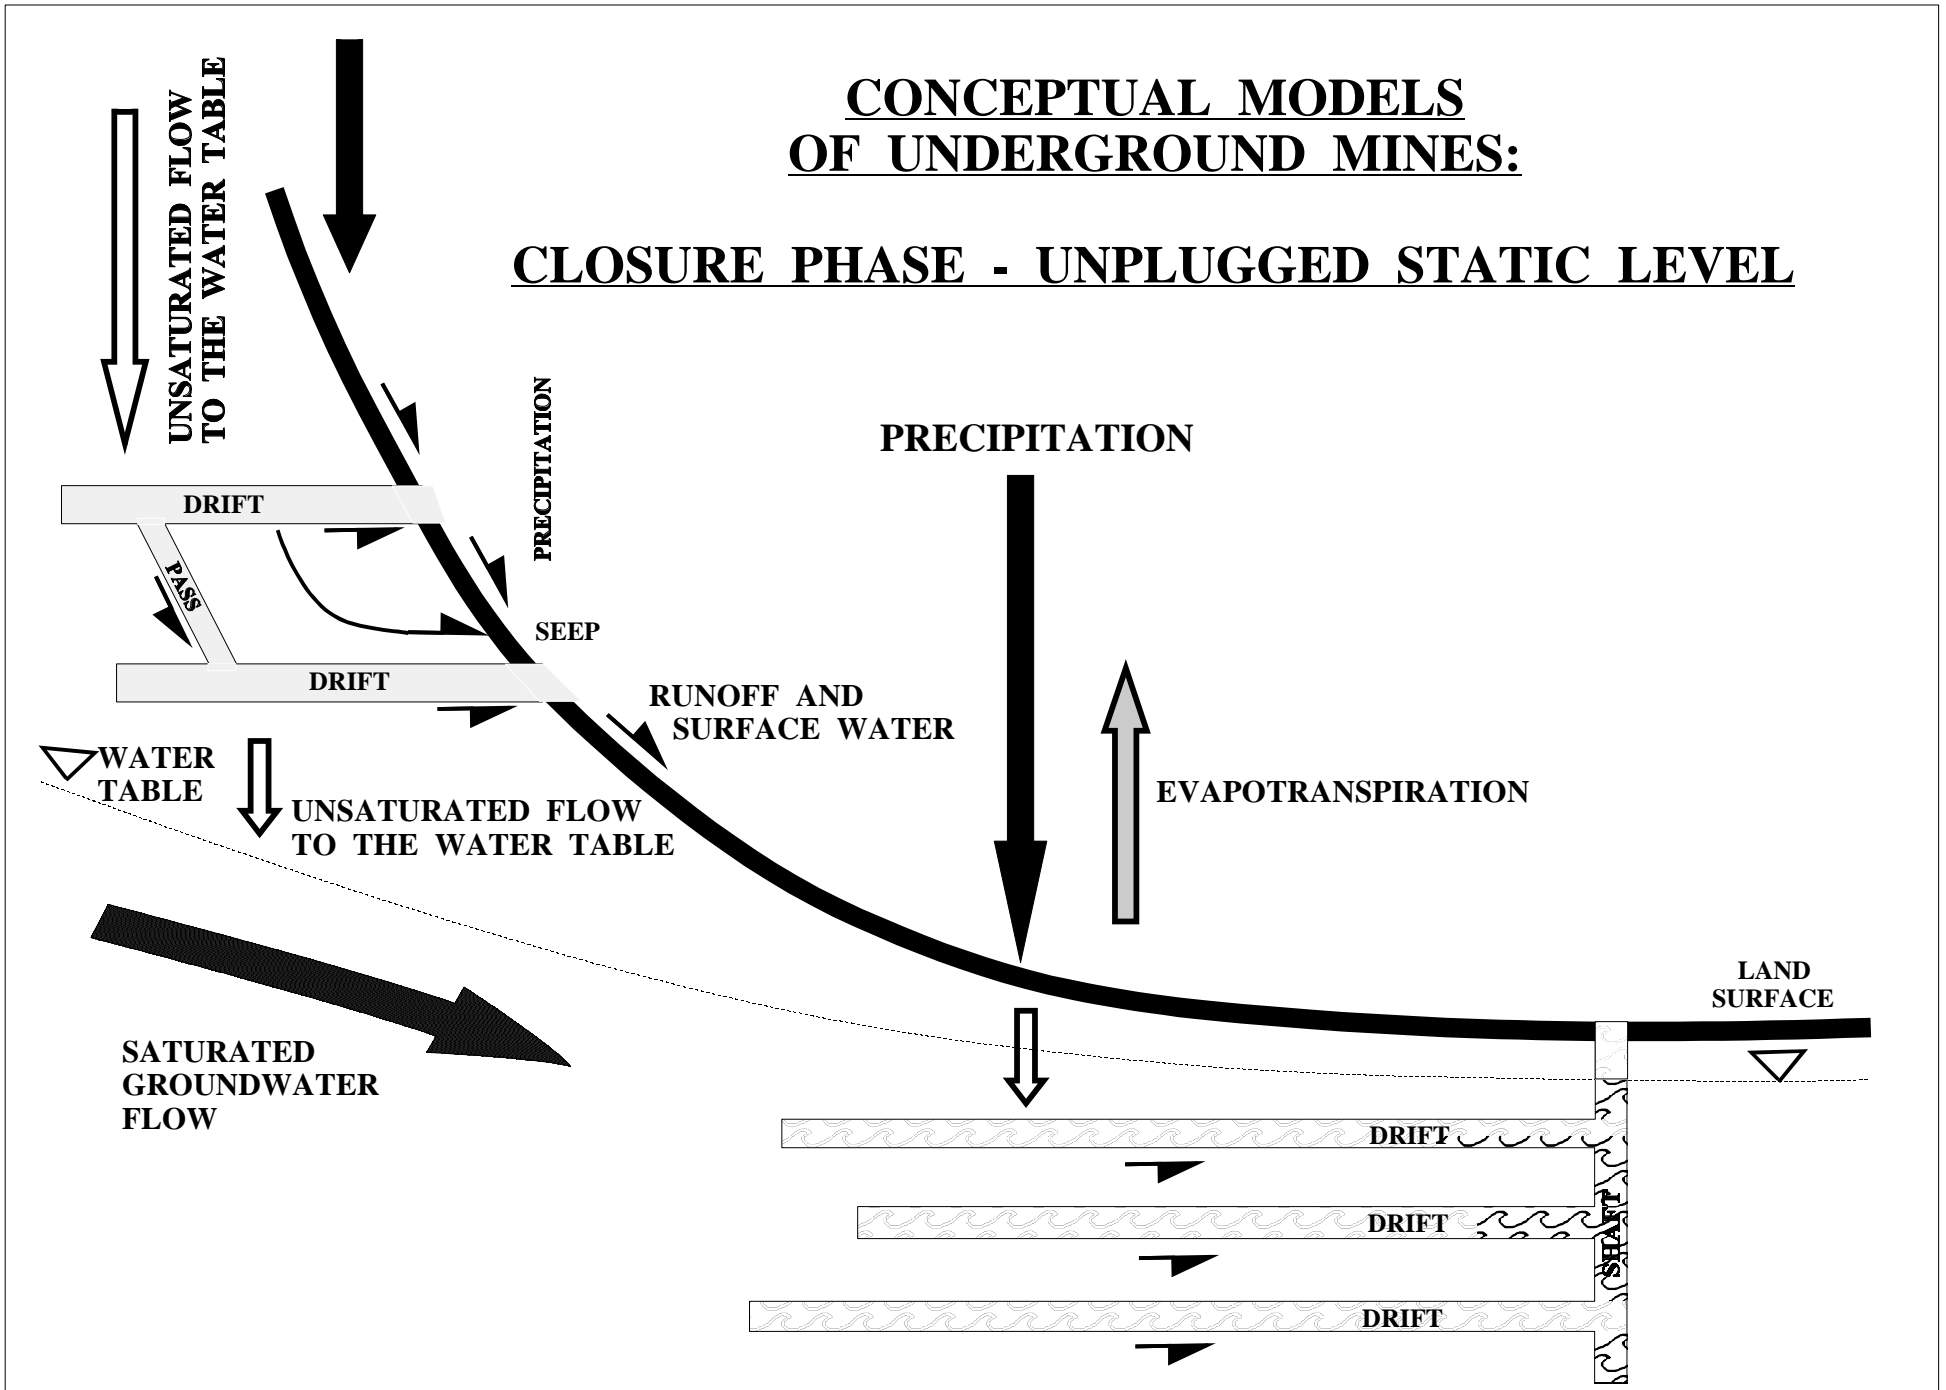 CONCEPTUAL MODELS
OF UNDERGROUND MINES:
CLOSURE PHASE - UNPLUGGED STATIC LEVEL
UNSATURATED FLOW
TO THE WATER TABLE
PRECIPITATION
PRECIPITATION
DRIFT
PASS
SEEP
DRIFT
RUNOFF AND
SURFACE WATER
WATER
TABLE
UNSATURATED FLOW
TO THE WATER TABLE
EVAPOTRANSPIRATION
SATURATED
GROUNDWATER
FLOW
LAND
SURFACE
DRIFT
DRIFT
SHAFT
DRIFT